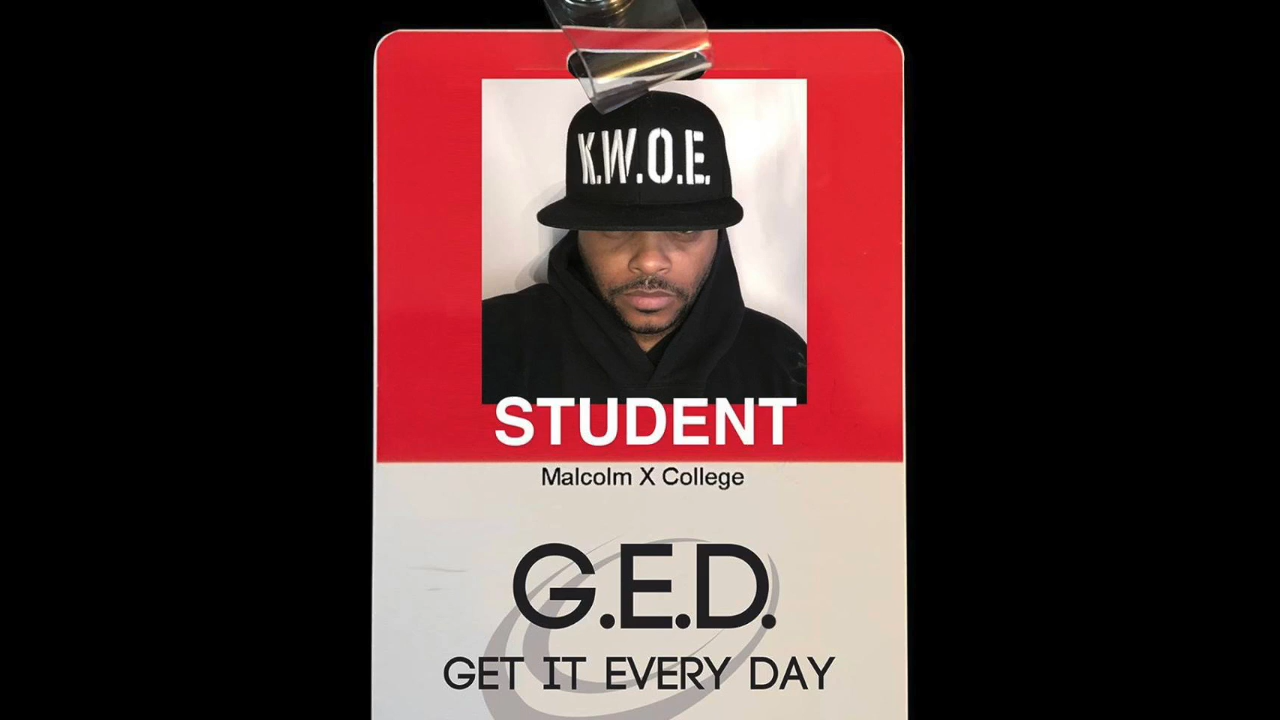 K.W.O.E.
STUDENT
Malcolm X College
G.E.D.
GET IT EVERY DAY